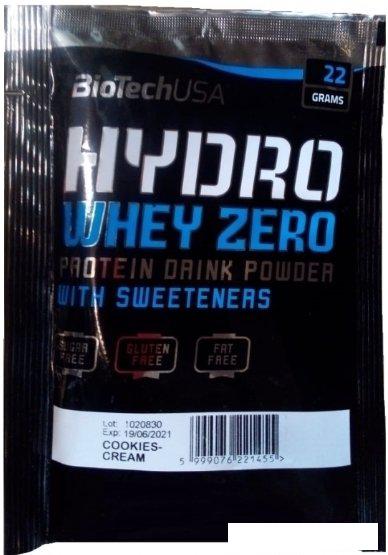 22
GRAMS
BioTechUSA
HYDRO
WHEY ZERO
PROTEIN DRINK POWDER
WITH SWEETENERS
SUGAR FREE
GLUTEN FREE
FAT FREE
Lot: 1020830
Exp: 19/06/2021
COOKIES-
CREAM
5 999076 221455 >